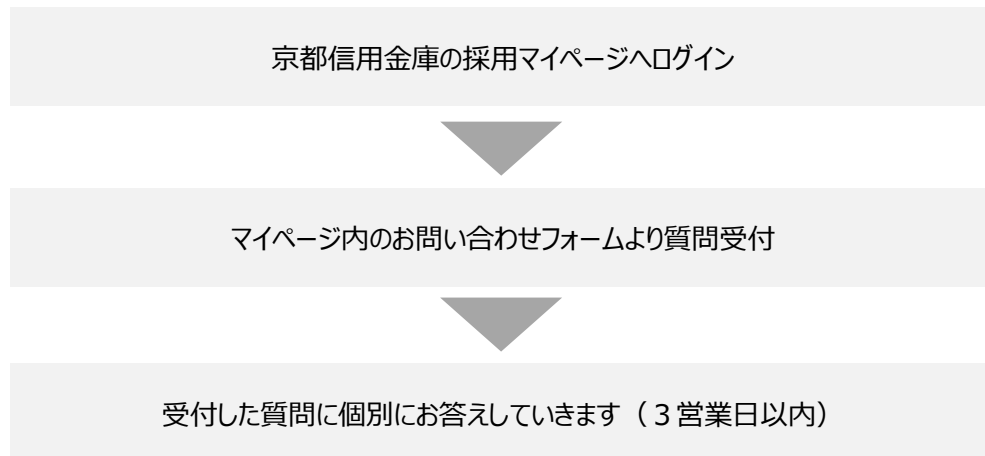 京都信用金庫の採用マイページへログイン
マイページ内のお問い合わせフォームより質問受付
受付した質問に個別にお答えしていきます（３営業日以内）